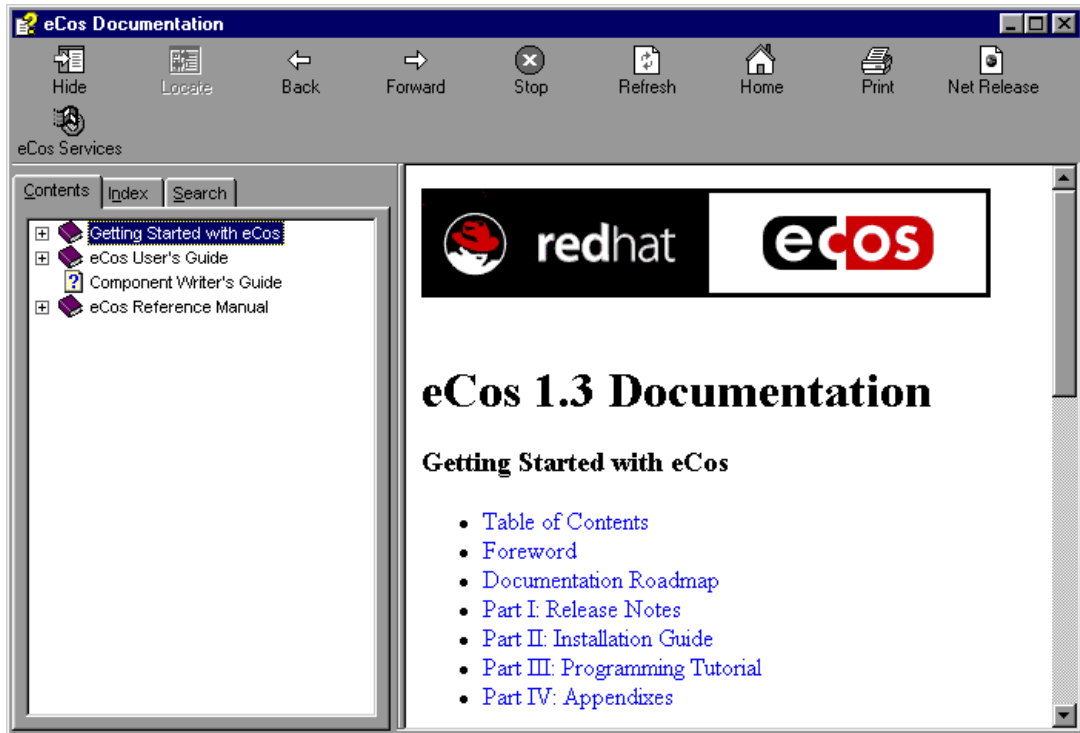 eCos Documentation
Hide Locate Back Forward Stop Refresh Home Print Net Release
eCos Services
Contents Index Search
Getting Started with eCos
eCos User's Guide
Component Writer's Guide
eCos Reference Manual
redhat eCos
eCos 1.3 Documentation
Getting Started with eCos
Table of Contents
Foreword
Documentation Roadmap
Part I: Release Notes
Part II: Installation Guide
Part III: Programming Tutorial
Part IV: Appendixes